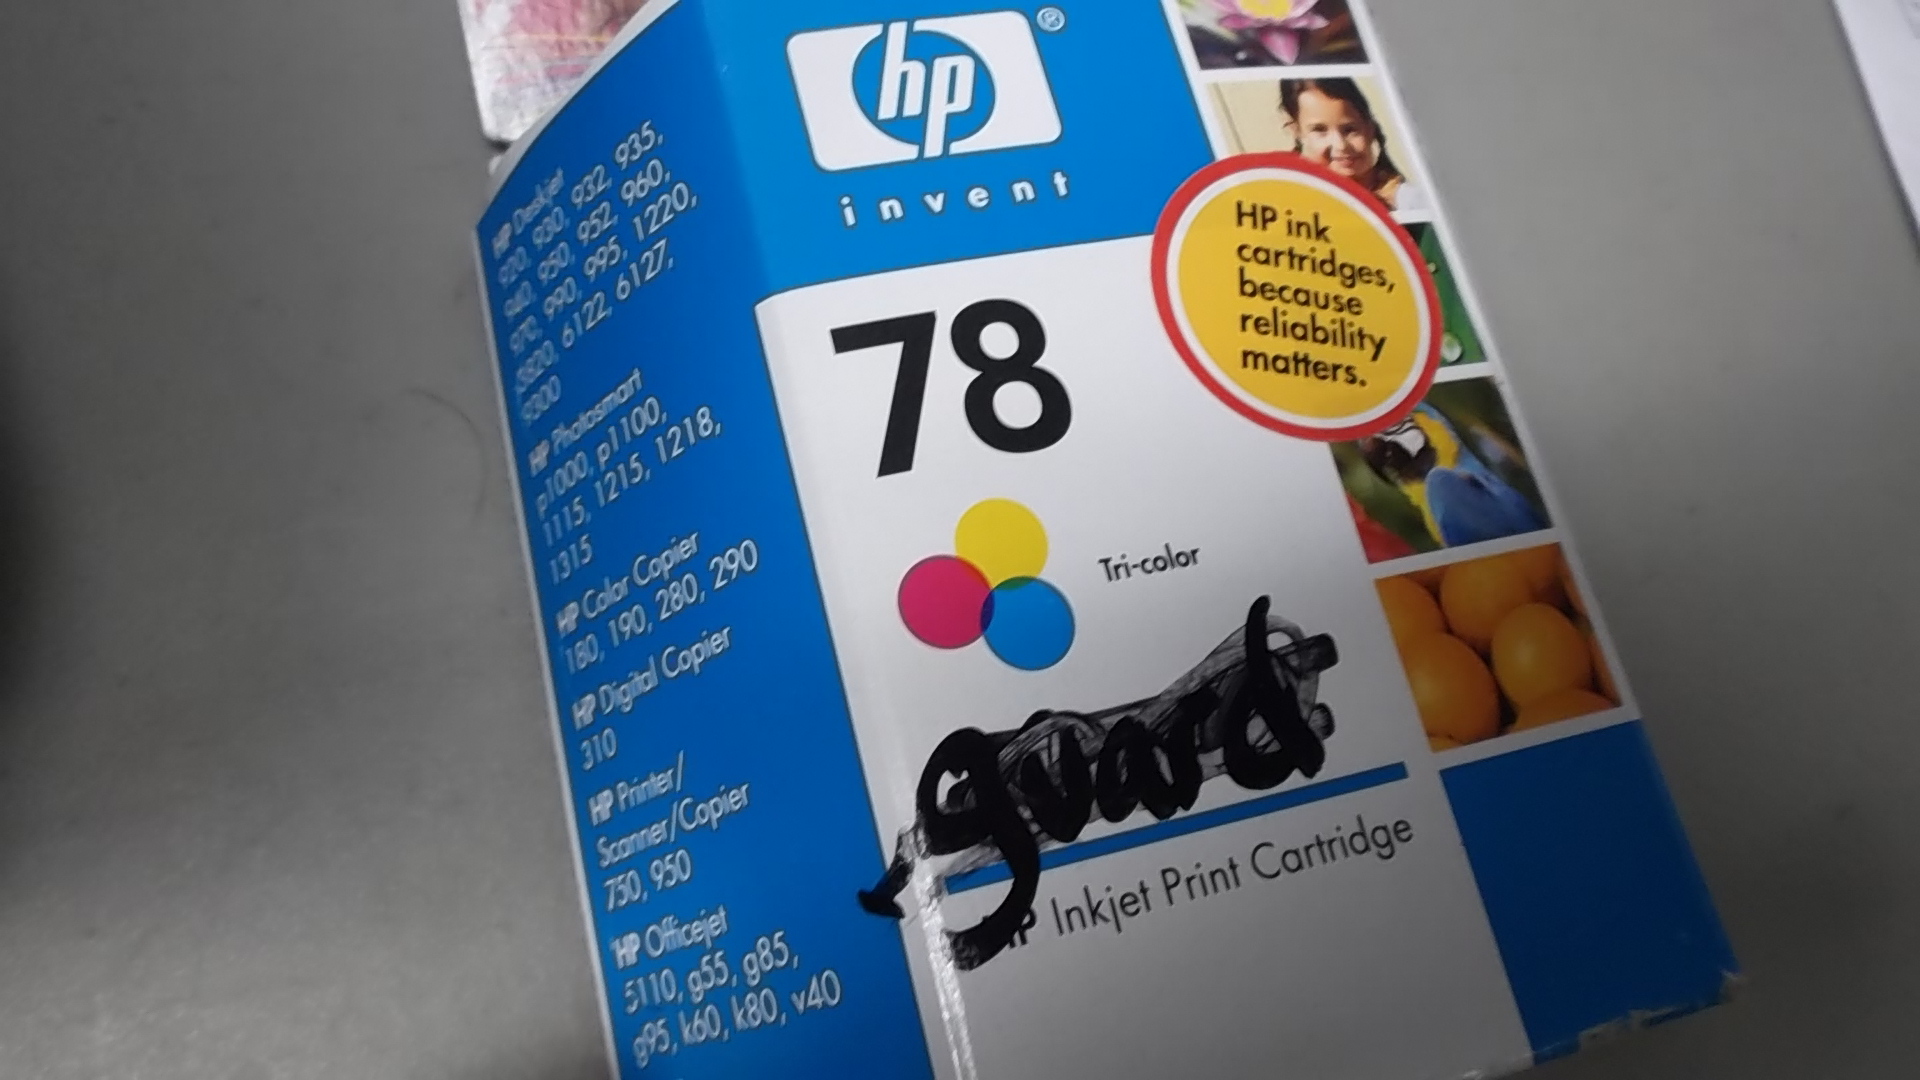 HP Deskjet
920, 930, 932, 935,
940, 950, 952, 960,
970, 990, 995, 1220,
3820, 6122, 6127,
9300
HP Photosmart
p1000, p1100,
1115, 1215, 1218,
1315
HP Color Copier
180, 190, 280, 290
HP Digital Copier
310
HP Printer/
Scanner/Copier
750, 950
HP Officejet
5110, g55, g85,
g95, k60, k80, v40
hp®
invent
HP ink
cartridges,
because
reliability
matters.
78
Tri-color
guard
HP Inkjet Print Cartridge